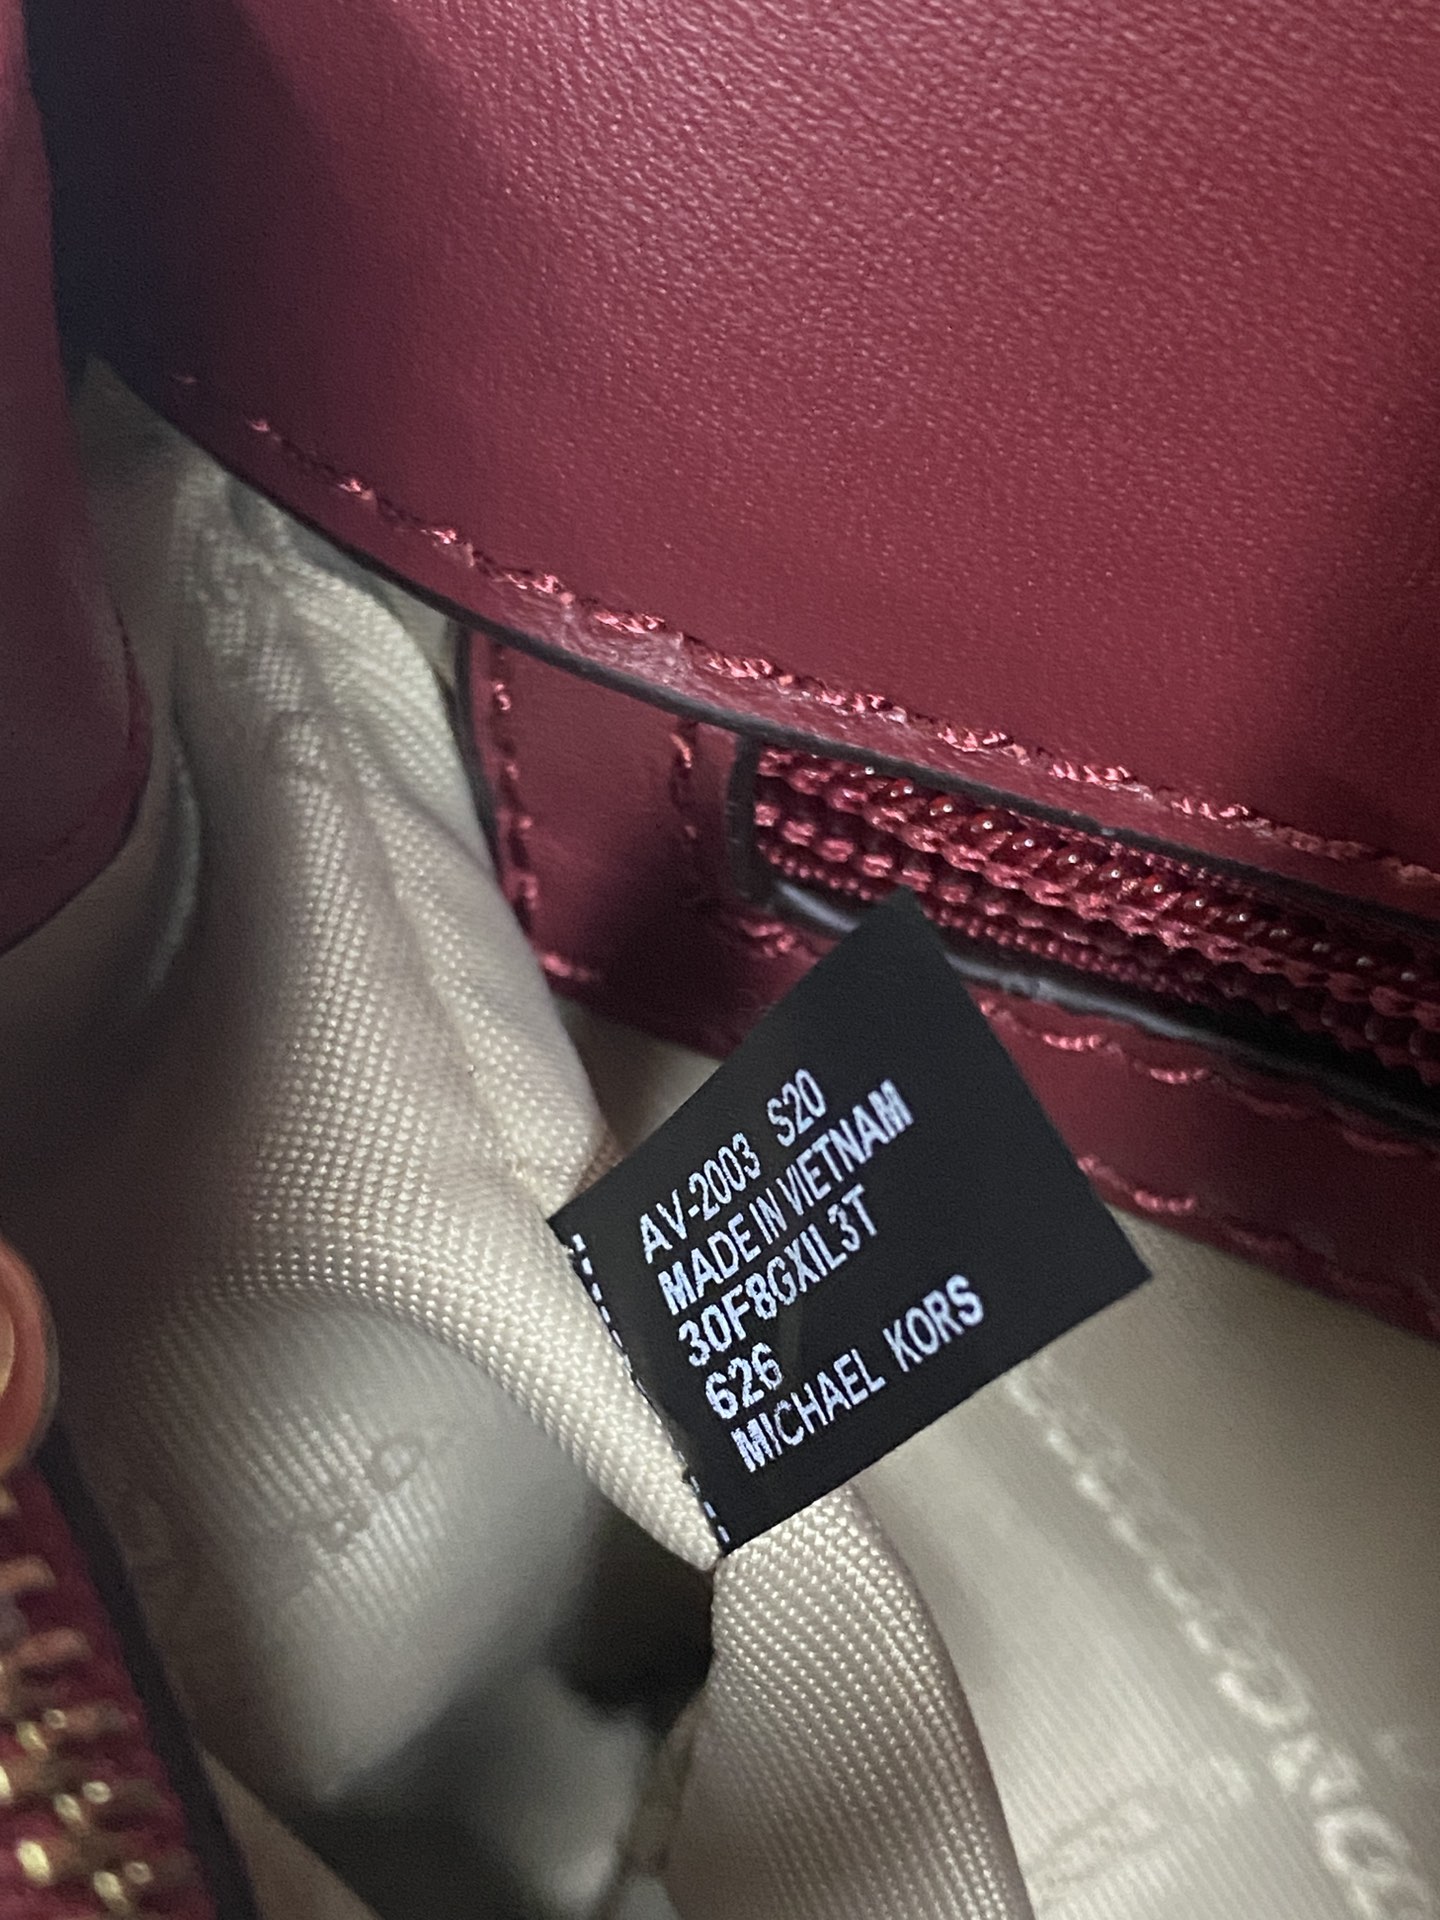 AV-2003 S20
MADE IN VIETNAM
30F8GXIL3T
626
MICHAEL KORS